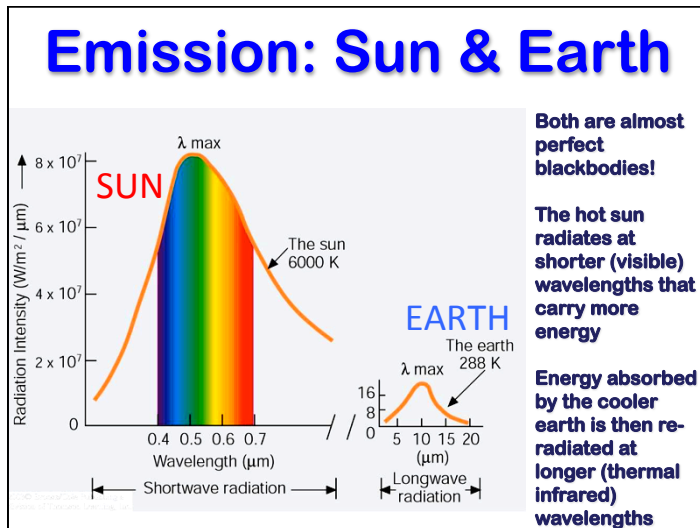 Emission: Sun & Earth
Both are almost
perfect
blackbodies!
The hot sun
radiates at
shorter (visible)
wavelengths that
carry more
energy
Energy absorbed
by the cooler
earth is then re-
radiated at
longer (thermal
infrared)
wavelengths
λ max
SUN
Radiation Intensity (W/m² / μm)
8 x 10⁷
6 x 10⁷
4 x 10⁷
2 x 10⁷
0
The sun
6000 K
0.4 0.5 0.6 0.7
Wavelength (μm)
Shortwave radiation
EARTH
The earth
288 K
λ max
16
8
0
5 10 15 20
(μm)
Longwave
radiation